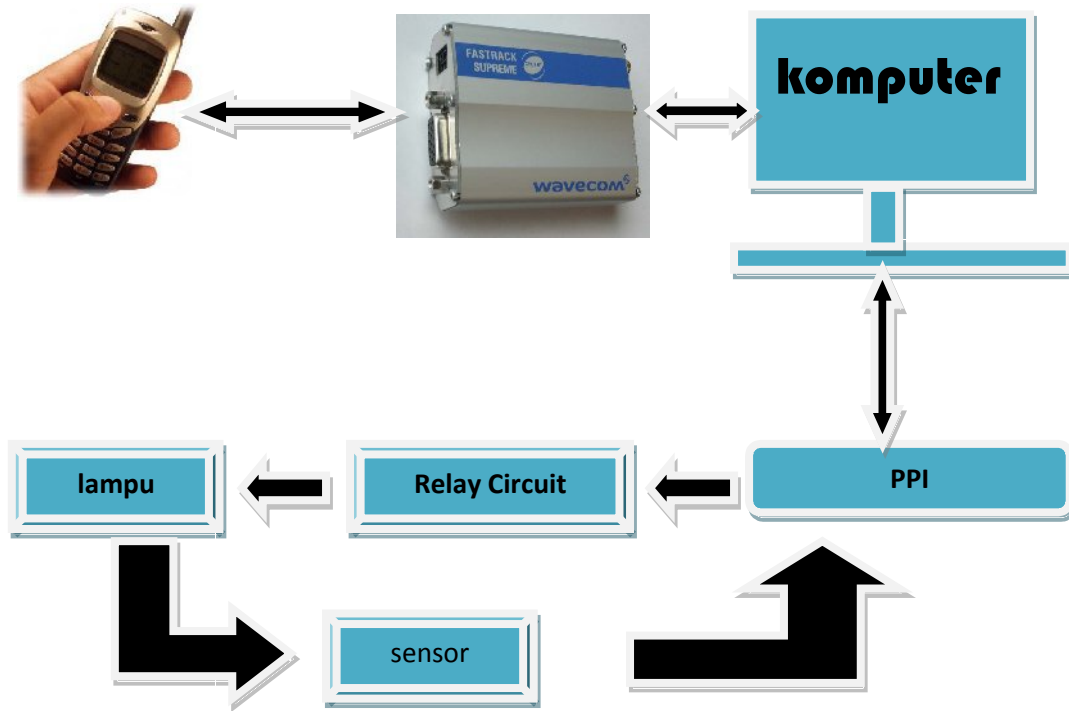 FASTRACK
SUPREME
wavecom
komputer
lampu
Relay Circuit
PPI
sensor